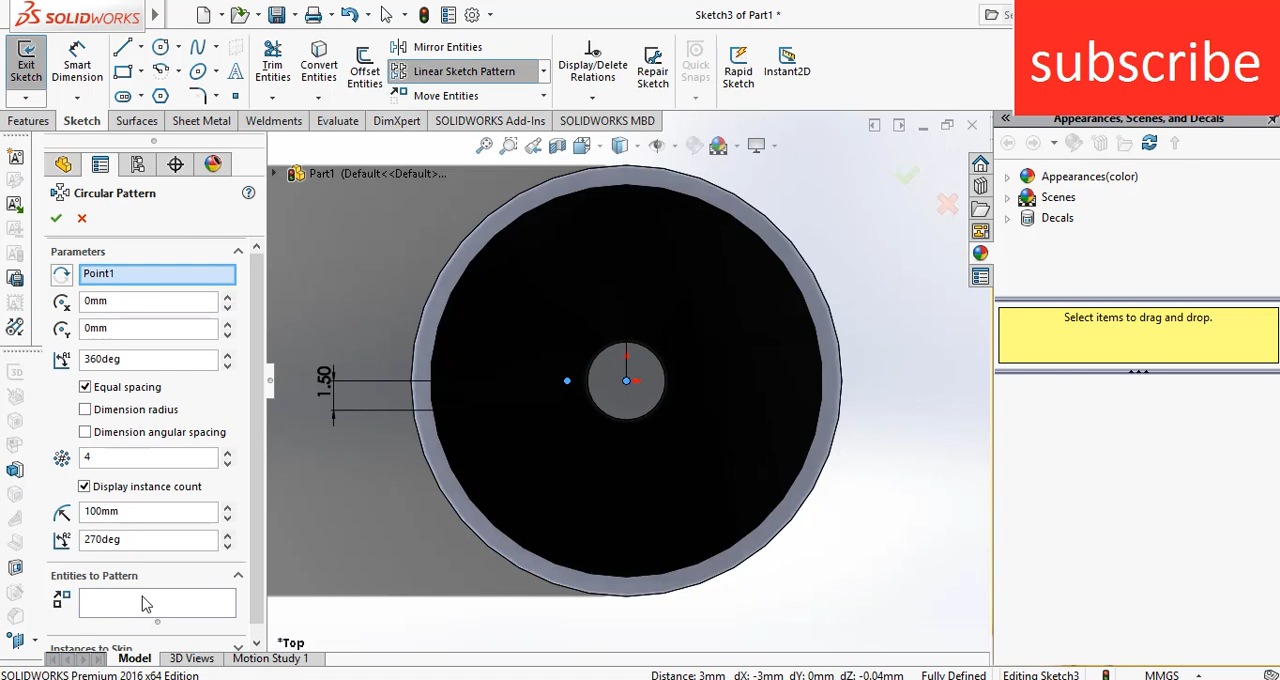 SOLIDWORKS
Sketch3 of Part1 *
subscribe
Exit Sketch
Smart Dimension
Trim Entities
Convert Entities
Offset Entities
Mirror Entities
Linear Sketch Pattern
Move Entities
Display/Delete Relations
Repair Sketch
Quick Snaps
Rapid Sketch
Instant2D
Features
Sketch
Surfaces
Sheet Metal
Weldments
Evaluate
DimXpert
SOLIDWORKS Add-Ins
SOLIDWORKS MBD
Appearances, Scenes, and Decals
Circular Pattern
Part1 (Default<<Default>...
Appearances(color)
Scenes
Decals
Parameters
Point1
0mm
0mm
360deg
Equal spacing
Dimension radius
Dimension angular spacing
4
Display instance count
100mm
270deg
Entities to Pattern
Instances to Skip
1.50
Select items to drag and drop.
*Top
Model
3D Views
Motion Study 1
SOLIDWORKS Premium 2016 x64 Edition
Distance: 3mm dX: -3mm dY: 0mm dZ: -0.04mm
Fully Defined
Editing Sketch3
MMGS